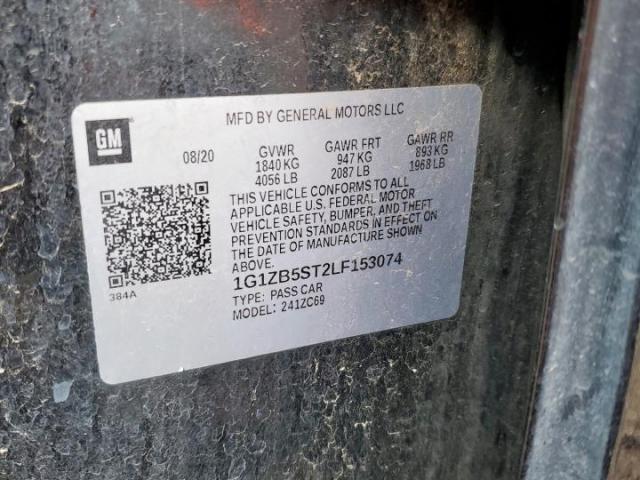 MFD BY GENERAL MOTORS LLC
GM
08/20 GVWR GAWR FRT GAWR RR
1840 KG 947 KG 893 KG
4056 LB 2087 LB 1968 LB
THIS VEHICLE CONFORMS TO ALL
APPLICABLE U.S. FEDERAL MOTOR
VEHICLE SAFETY, BUMPER, AND THEFT
PREVENTION STANDARDS IN EFFECT ON
THE DATE OF MANUFACTURE SHOWN
ABOVE.
384A
1G1ZB5ST2LF153074
TYPE: PASS CAR
MODEL: 241ZC69